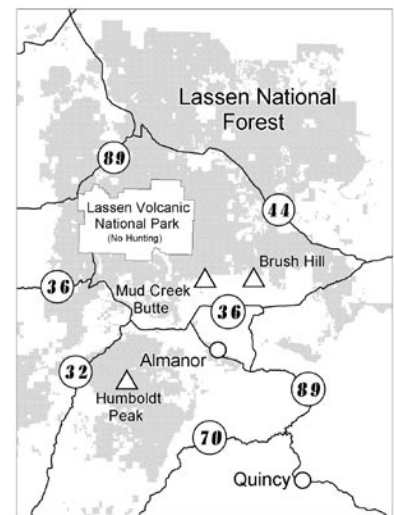 Lassen National
Forest
89
Lassen Volcanic
National Park
(No Hunting)
44
Brush Hill
36
Mud Creek
Butte
36
Almanor
32
Humboldt
Peak
89
70
Quincy